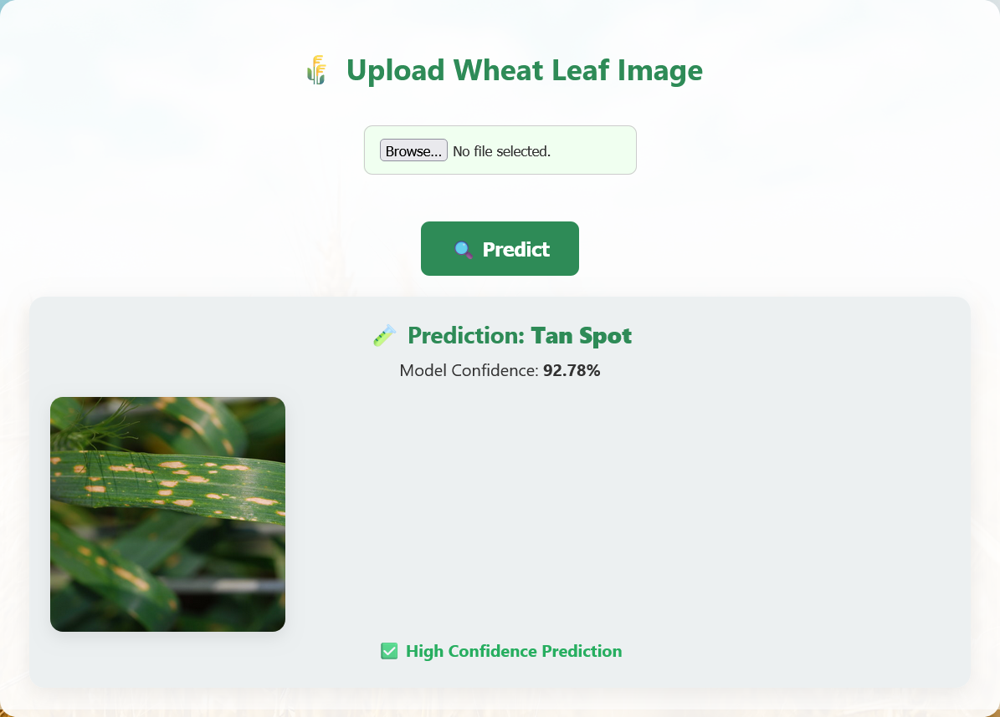 Upload Wheat Leaf Image
Browse... No file selected.
Predict
Prediction: Tan Spot
Model Confidence: 92.78%
High Confidence Prediction